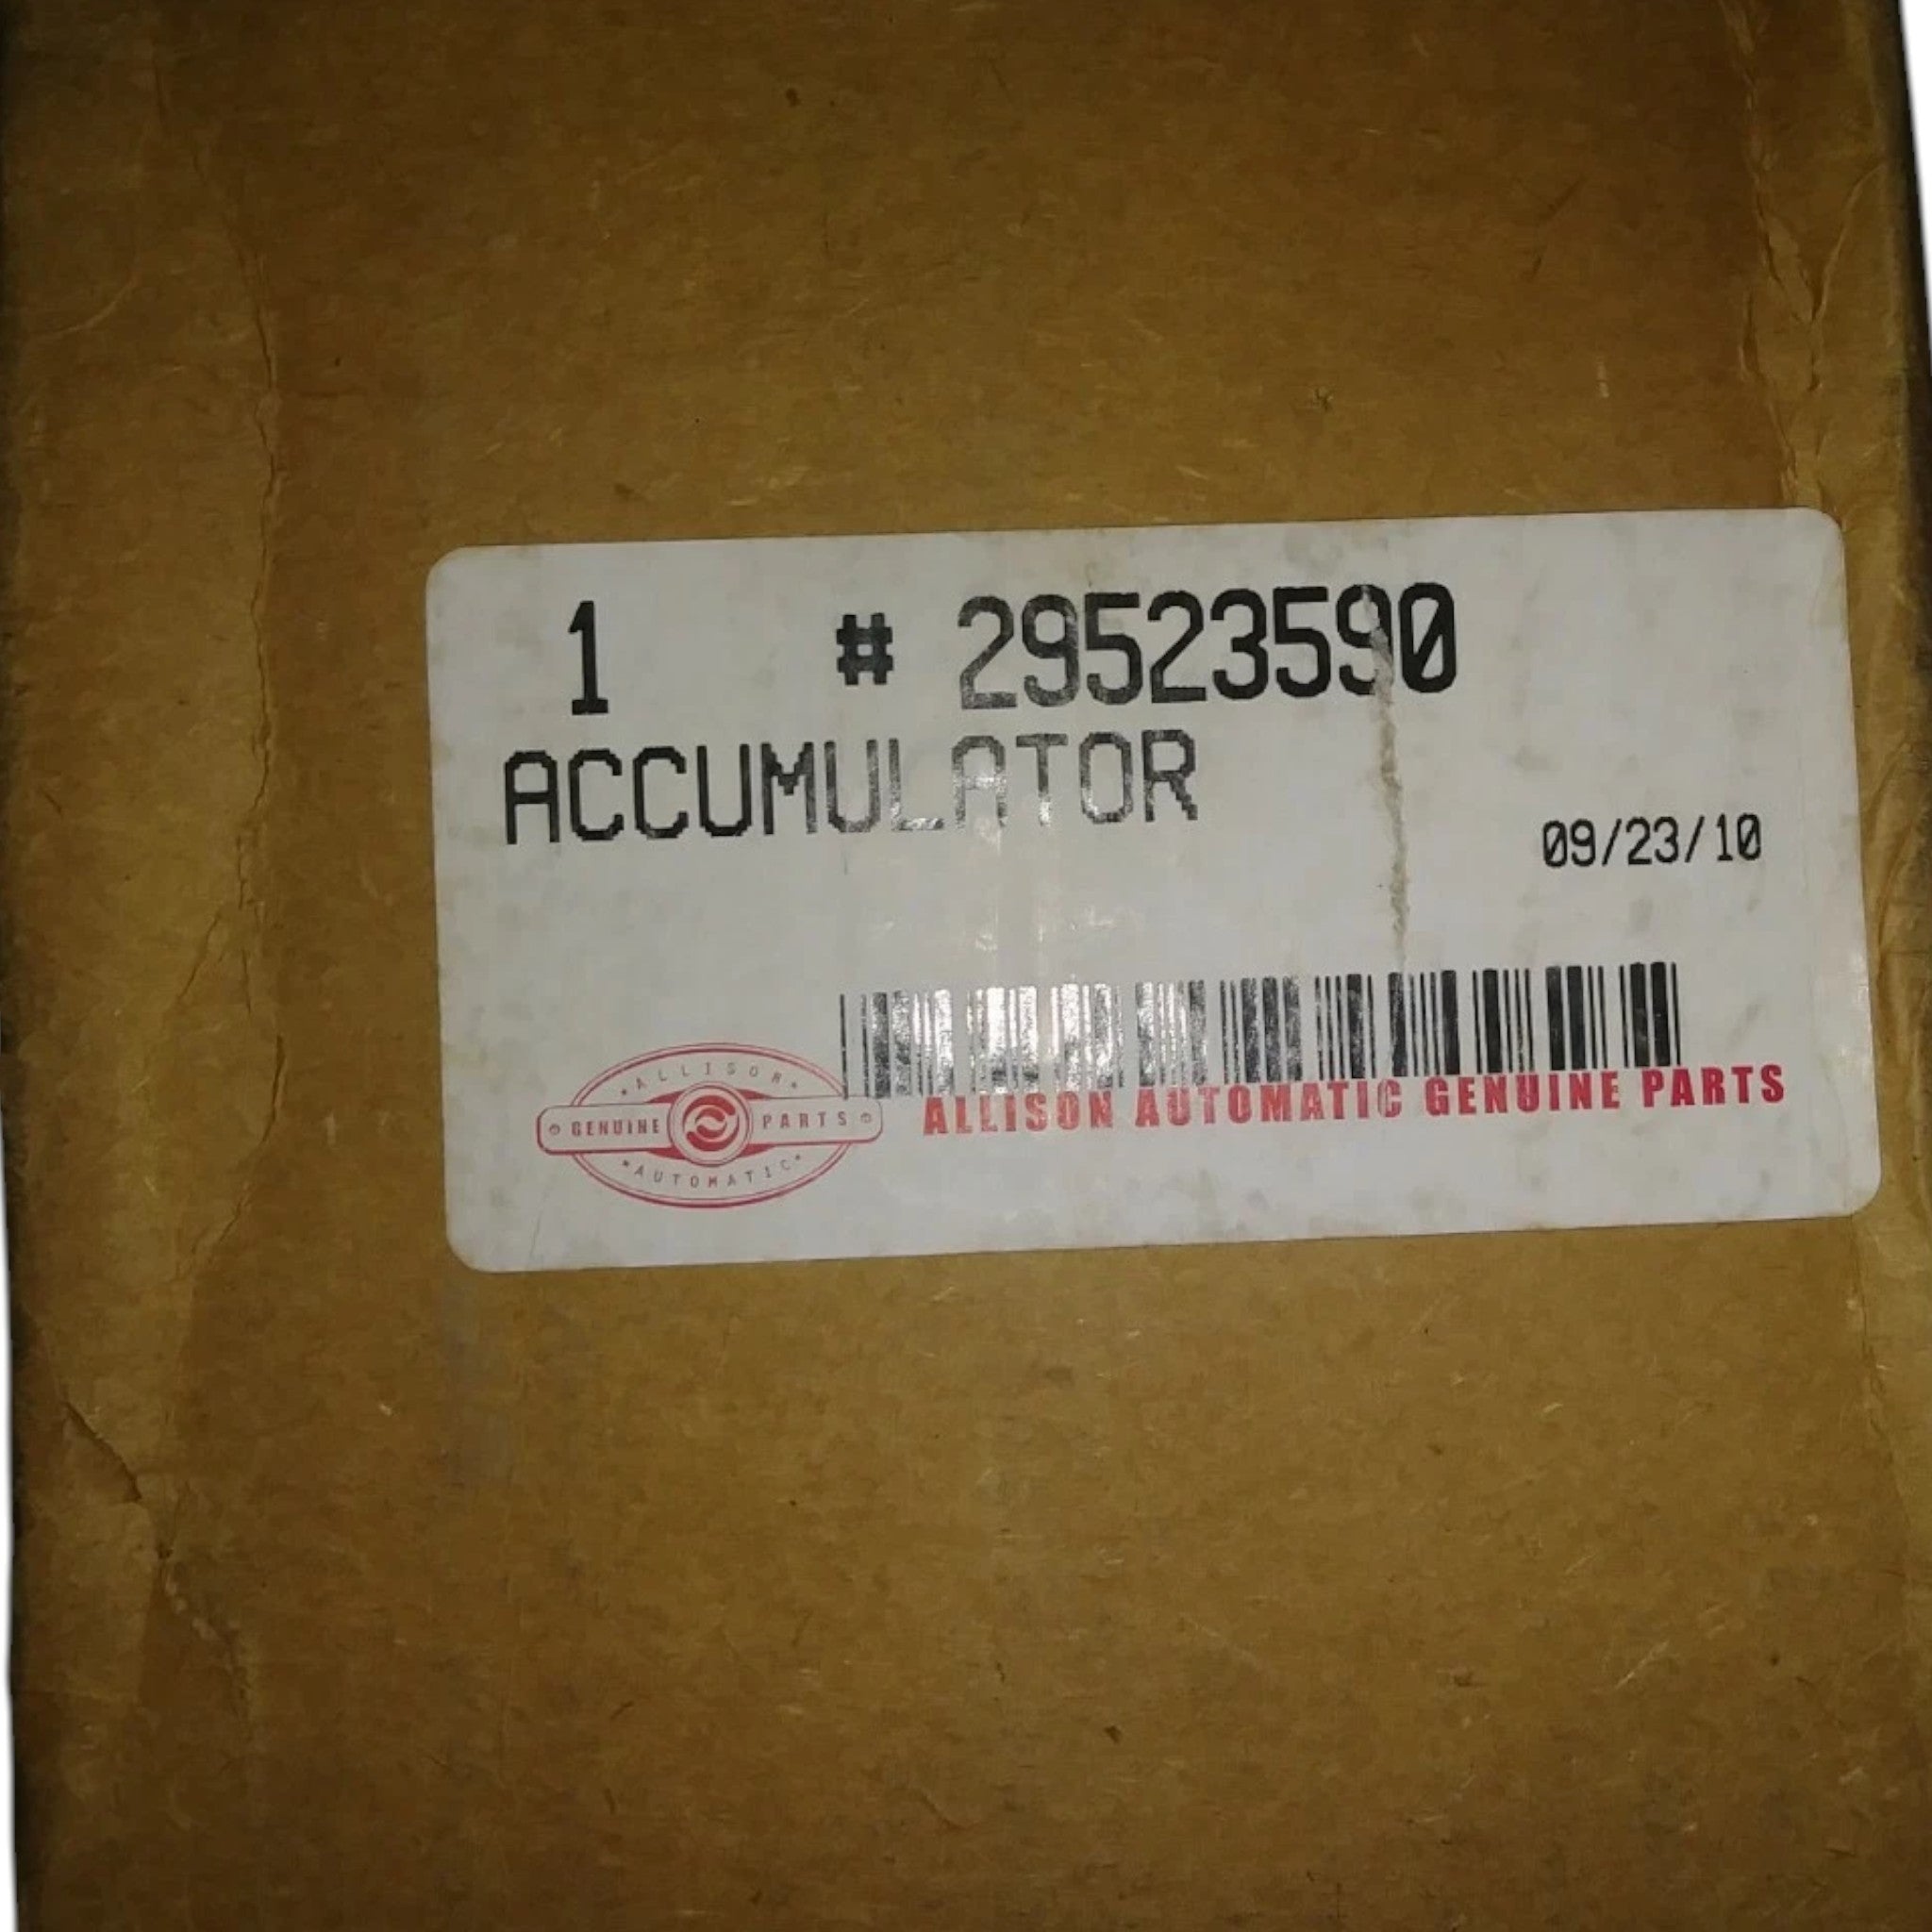 1 # 29523590
ACCUMULATOR
09/23/10
ALLISON
GENUINE PARTS
AUTOMATIC
ALLISON AUTOMATIC GENUINE PARTS